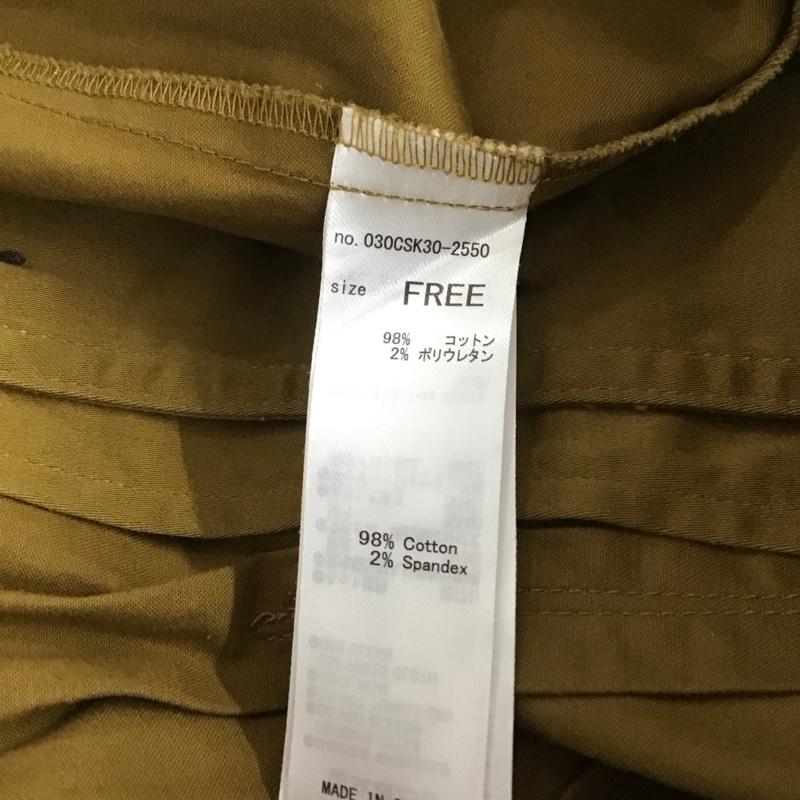 no. 030CSK30-2550
size FREE
98% コットン
2% ポリウレタン
98% Cotton
2% Spandex
MADE IN